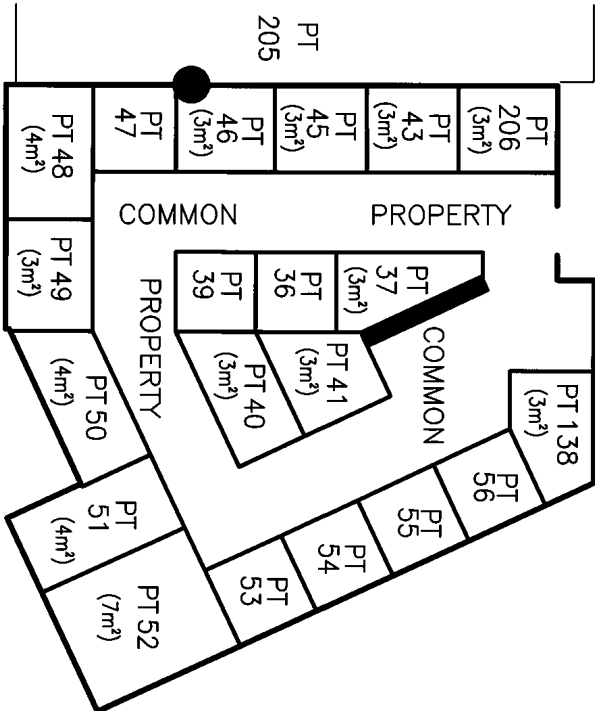 PT
205
PT 48
(4m²)
PT
47
PT
46
(3m²)
PT
45
(3m²)
PT
43
(3m²)
PT
206
(3m²)
COMMON PROPERTY
PT 49
(3m²)
PROPERTY
PT
39
PT
36
PT
37
(3m²)
COMMON
PT 50
(4m²)
PT 40
(3m²)
PT 41
(3m²)
PT 138
(3m²)
PT
51
(4m²)
PT 52
(7m²)
PT
53
PT
54
PT
55
PT
56